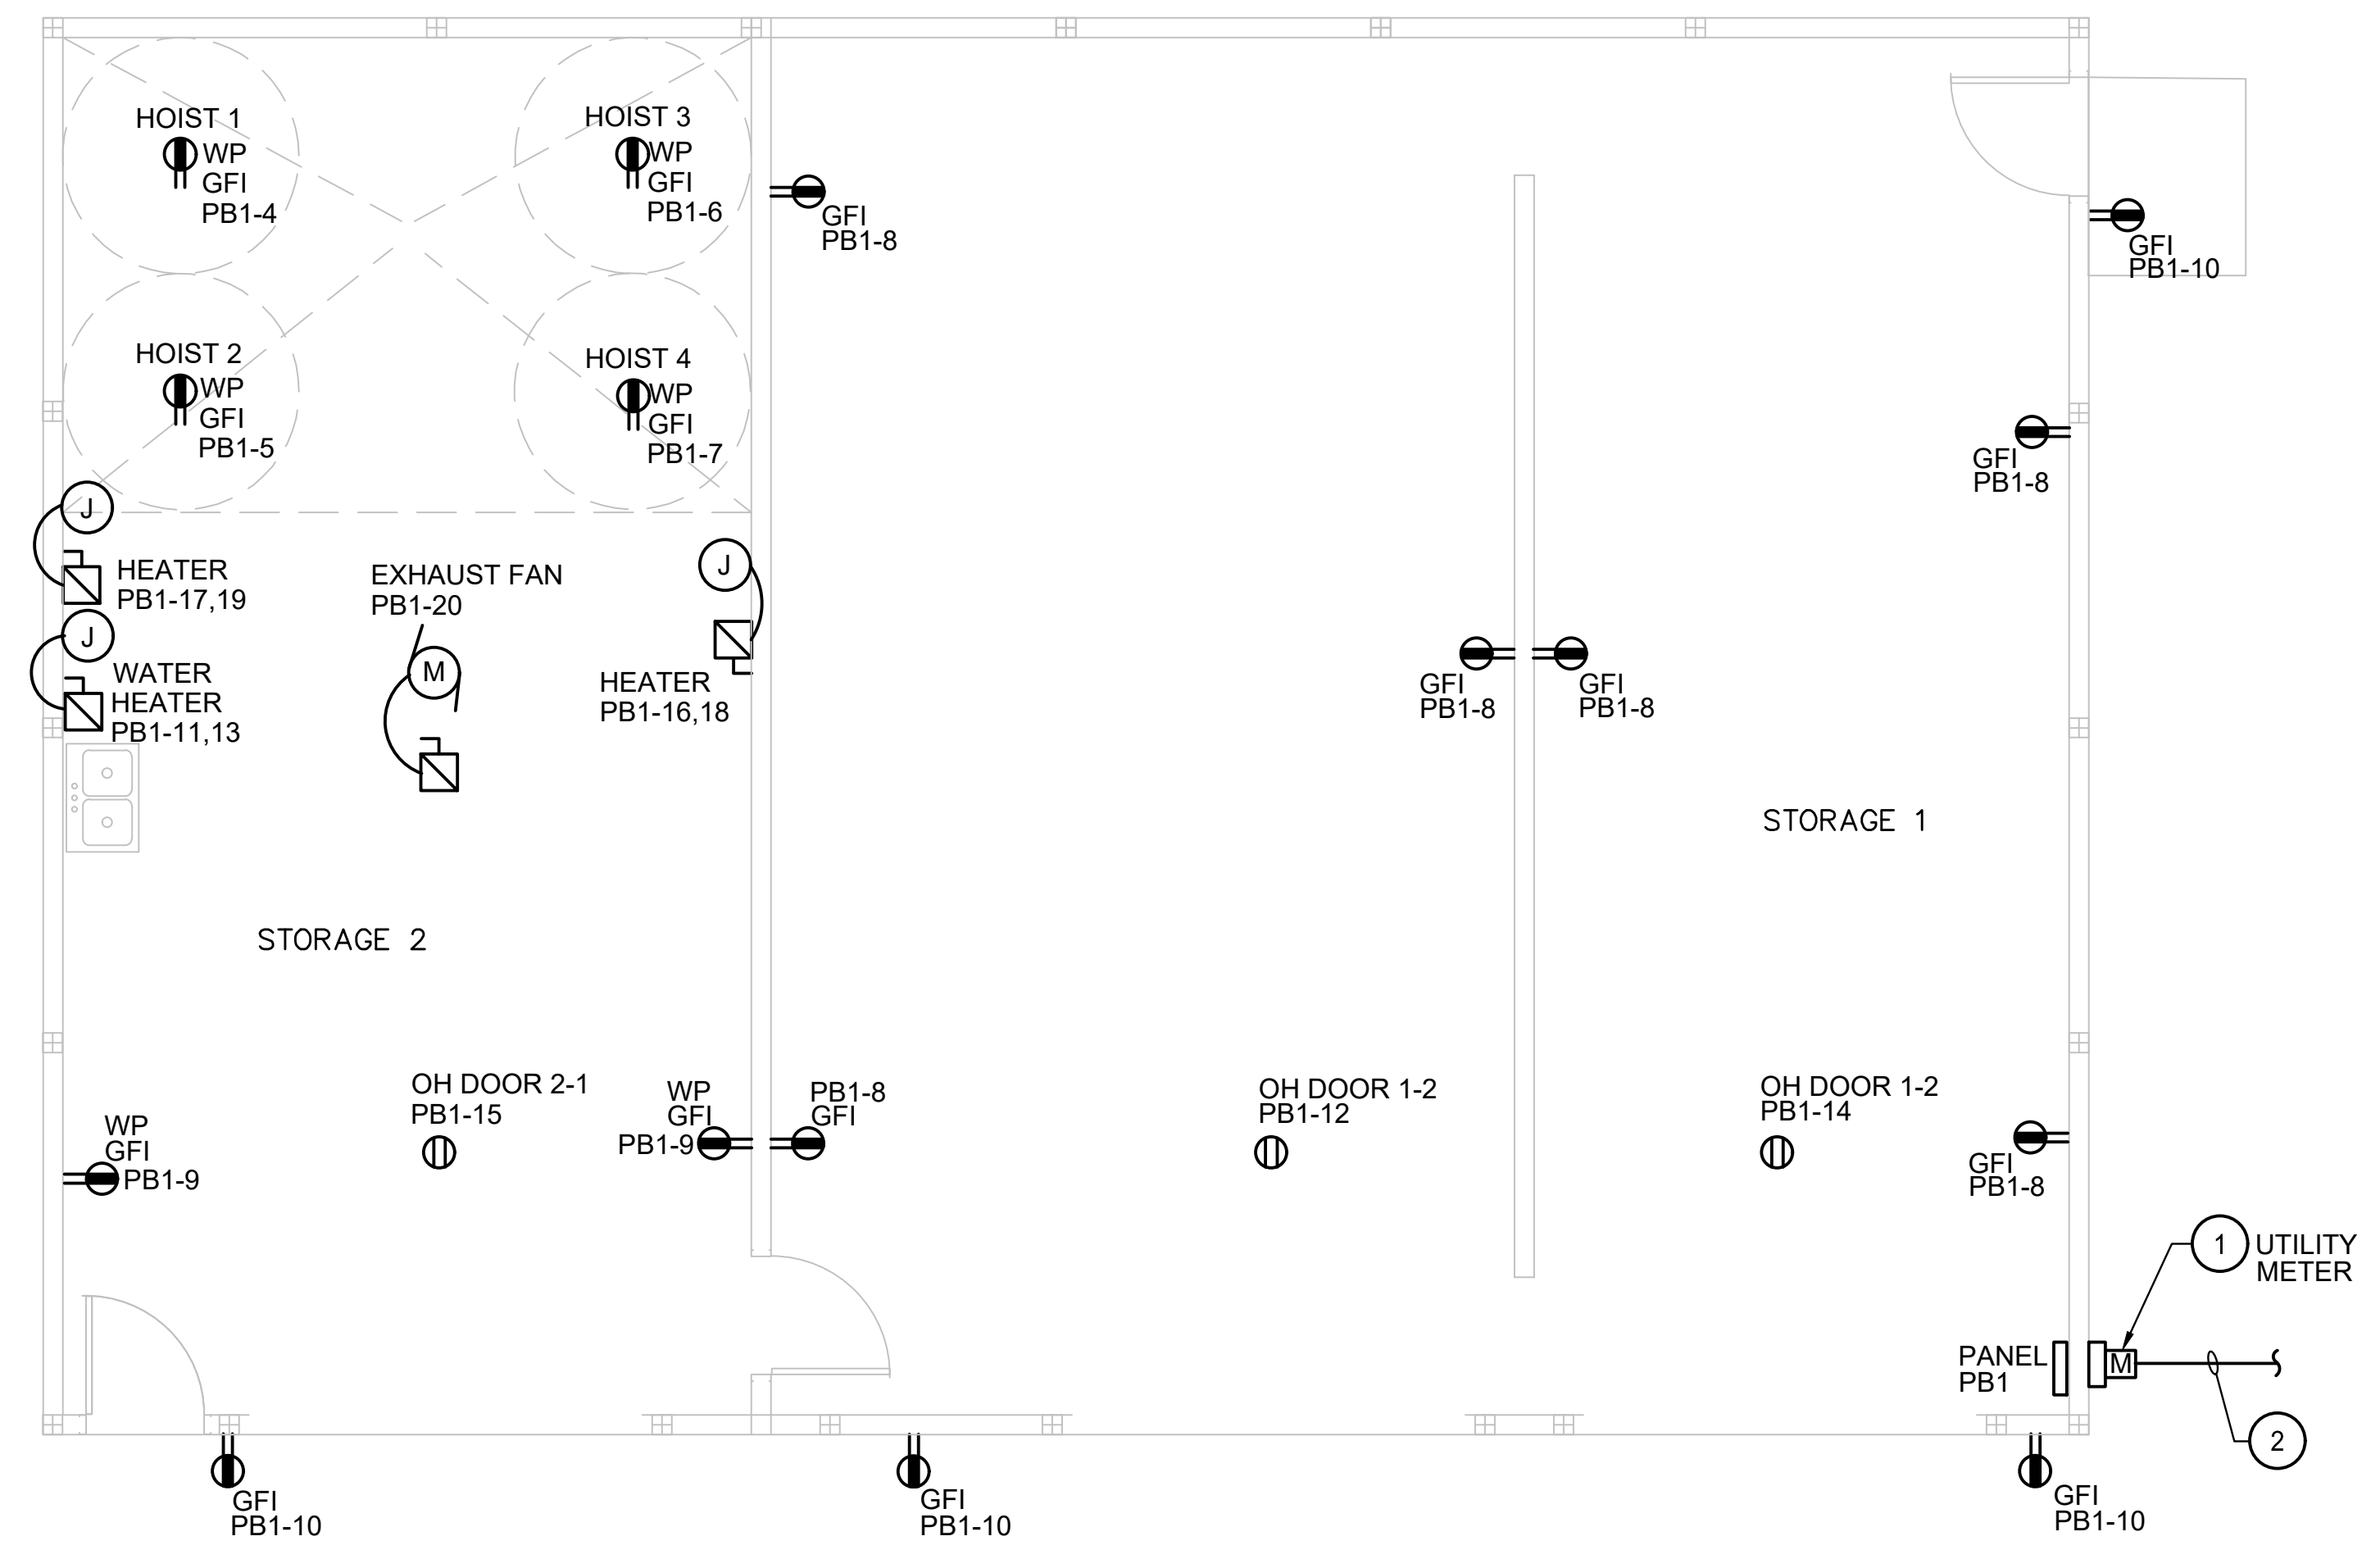 HOIST 1
WP
GFI
PB1-4
HOIST 3
WP
GFI
PB1-6
GFI
PB1-8
GFI
PB1-10
HOIST 2
WP
GFI
PB1-5
HOIST 4
WP
GFI
PB1-7
GFI
PB1-8
J
HEATER
PB1-17,19
J
WATER
HEATER
PB1-11,13
EXHAUST FAN
PB1-20
M
J
HEATER
PB1-16,18
GFI
PB1-8
GFI
PB1-8
STORAGE 1
STORAGE 2
OH DOOR 2-1
PB1-15
WP
GFI
PB1-9
PB1-8
GFI
OH DOOR 1-2
PB1-12
OH DOOR 1-2
PB1-14
WP
GFI
PB1-9
GFI
PB1-8
1
UTILITY
METER
PANEL
PB1
M
2
GFI
PB1-10
GFI
PB1-10
GFI
PB1-10